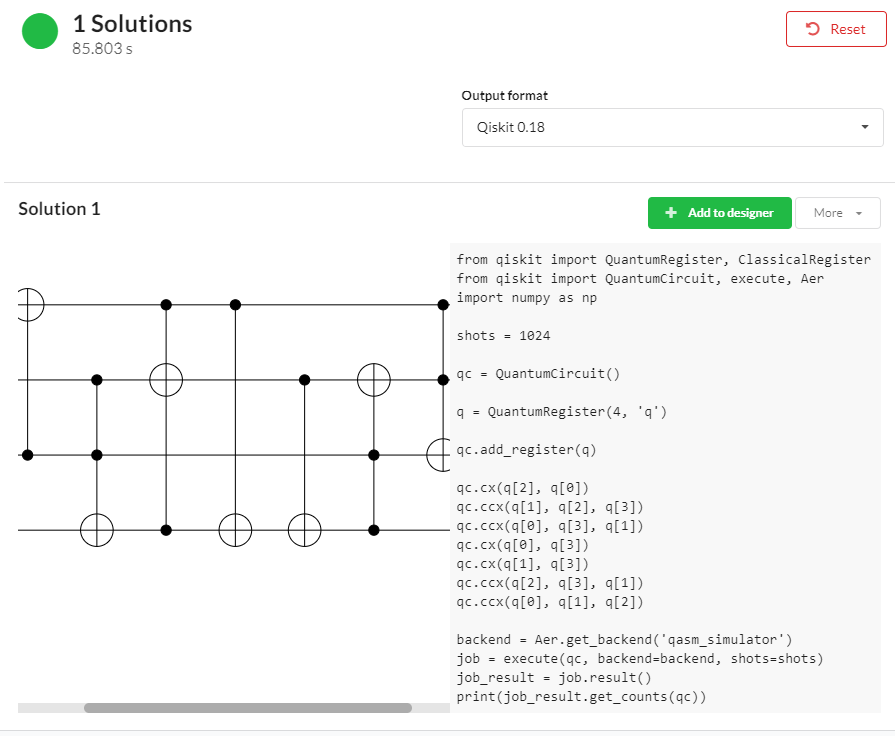 1 Solutions
85.803 s
Reset
Output format
Qiskit 0.18
Solution 1
Add to designer
More
from qiskit import QuantumRegister, ClassicalRegister
from qiskit import QuantumCircuit, execute, Aer
import numpy as np
shots = 1024
qc = QuantumCircuit()
q = QuantumRegister(4, 'q')
qc.add_register(q)
qc.cx(q[2], q[0])
qc.ccx(q[1], q[2], q[3])
qc.ccx(q[0], q[3], q[1])
qc.cx(q[0], q[3])
qc.cx(q[1], q[3])
qc.ccx(q[2], q[3], q[1])
qc.ccx(q[0], q[1], q[2])
backend = Aer.get_backend('qasm_simulator')
job = execute(qc, backend=backend, shots=shots)
job_result = job.result()
print(job_result.get_counts(qc))